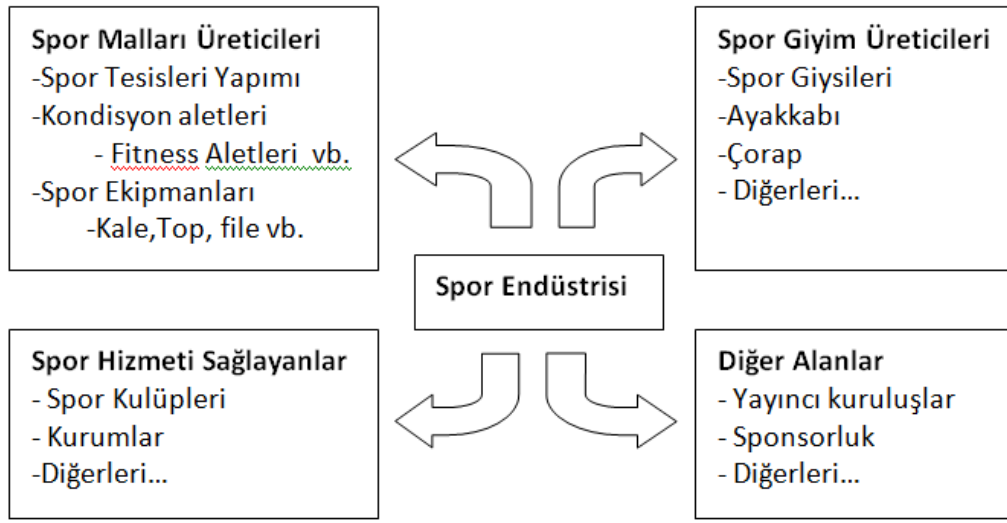 Spor Malları Üreticileri
-Spor Tesisleri Yapımı
-Kondisyon aletleri
- Fitness Aletleri vb.
-Spor Ekipmanları
-Kale,Top, file vb.
Spor Giyim Üreticileri
-Spor Giysileri
-Ayakkabı
-Çorap
- Diğerleri...
Spor Endüstrisi
Spor Hizmeti Sağlayanlar
- Spor Kulüpleri
- Kurumlar
-Diğerleri...
Diğer Alanlar
- Yayıncı kuruluşlar
- Sponsorluk
- Diğerleri...